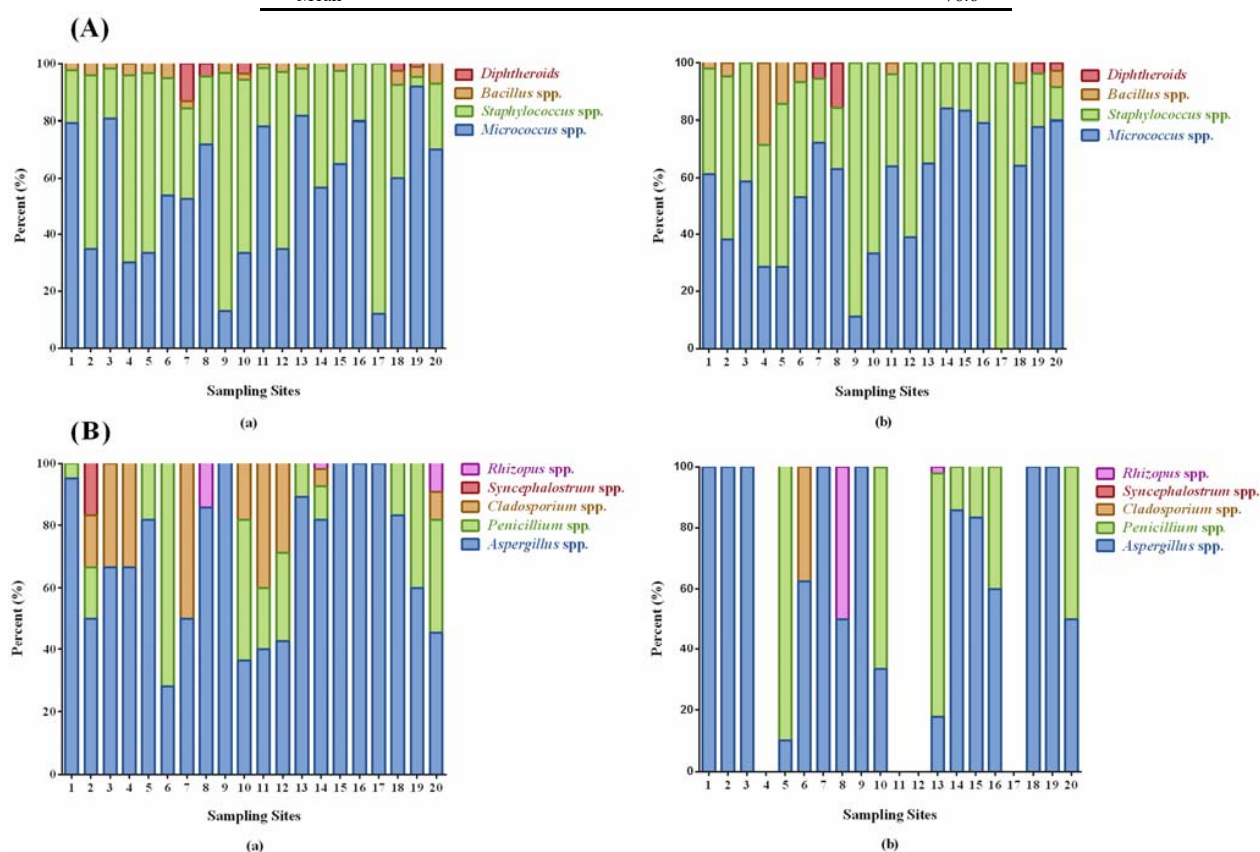 (A)
100
80
60
40
20
0
Percent (%)
1 2 3 4 5 6 7 8 9 10 11 12 13 14 15 16 17 18 19 20
Sampling Sites
(a)
Diphtheroids
Bacillus spp.
Staphylococcus spp.
Micrococcus spp.
100
80
60
40
20
0
Percent (%)
1 2 3 4 5 6 7 8 9 10 11 12 13 14 15 16 17 18 19 20
Sampling Sites
(b)
Diphtheroids
Bacillus spp.
Staphylococcus spp.
Micrococcus spp.
(B)
100
80
60
40
20
0
Percent (%)
1 2 3 4 5 6 7 8 9 10 11 12 13 14 15 16 17 18 19 20
Sampling Sites
(a)
Rhizopus spp.
Syncephalostrum spp.
Cladosporium spp.
Penicillium spp.
Aspergillus spp.
100
80
60
40
20
0
Percent (%)
1 2 3 4 5 6 7 8 9 10 11 12 13 14 15 16 17 18 19 20
Sampling Sites
(b)
Rhizopus spp.
Syncephalostrum spp.
Cladosporium spp.
Penicillium spp.
Aspergillus spp.